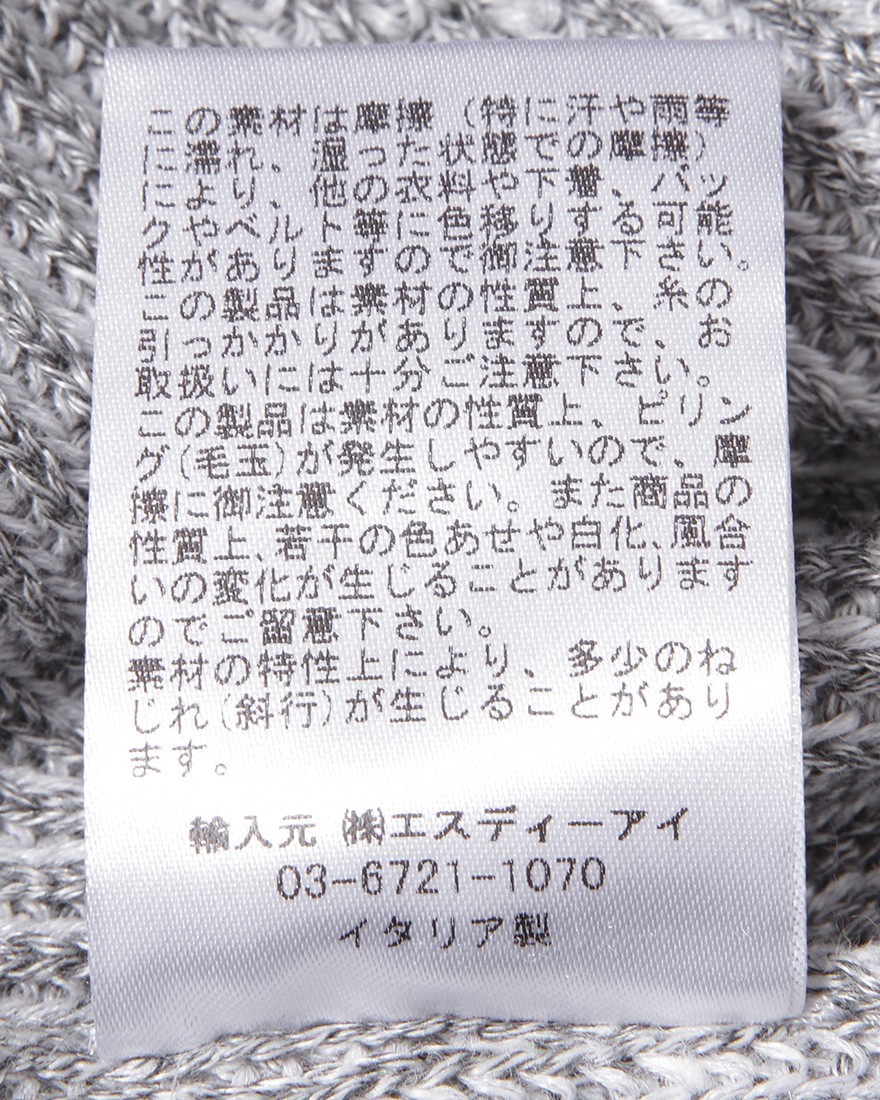 この素材は摩擦（特に汗や雨等
に濡れ、湿った状態での摩擦）
により他の衣料や下着、バッ
クやベルト等に色移りする可能
性がありますので御注意下さい。
この製品は素材の性質上、糸の
引っかかりがありますので、お
取扱いには十分ご注意下さい。
この製品は素材の性質上、ピリン
グ(毛玉)が発生しやすいので、摩
擦に御注意ください。また商品の
性質上、若干の色あせや白化、風合
いの変化が生じることがあります
のでご留意下さい。
素材の特性上により、多少のね
じれ(斜行)が生じることがあり
ます。
輸入元 ㈱エスディーアイ
03-6721-1070
イタリア製